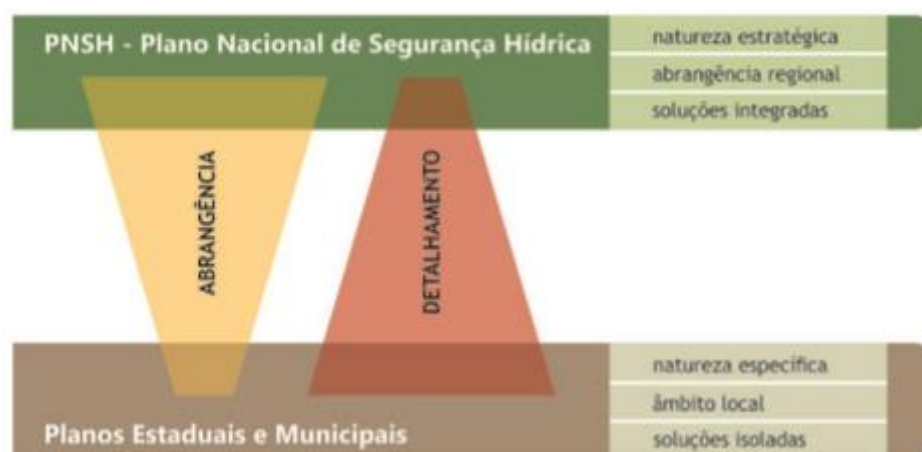 PNSH - Plano Nacional de Segurança Hídrica
natureza estratégica
abrangência regional
soluções integradas
ABRANGÊNCIA
DETALHAMENTO
natureza específica
âmbito local
soluções isoladas
Planos Estaduais e Municipais